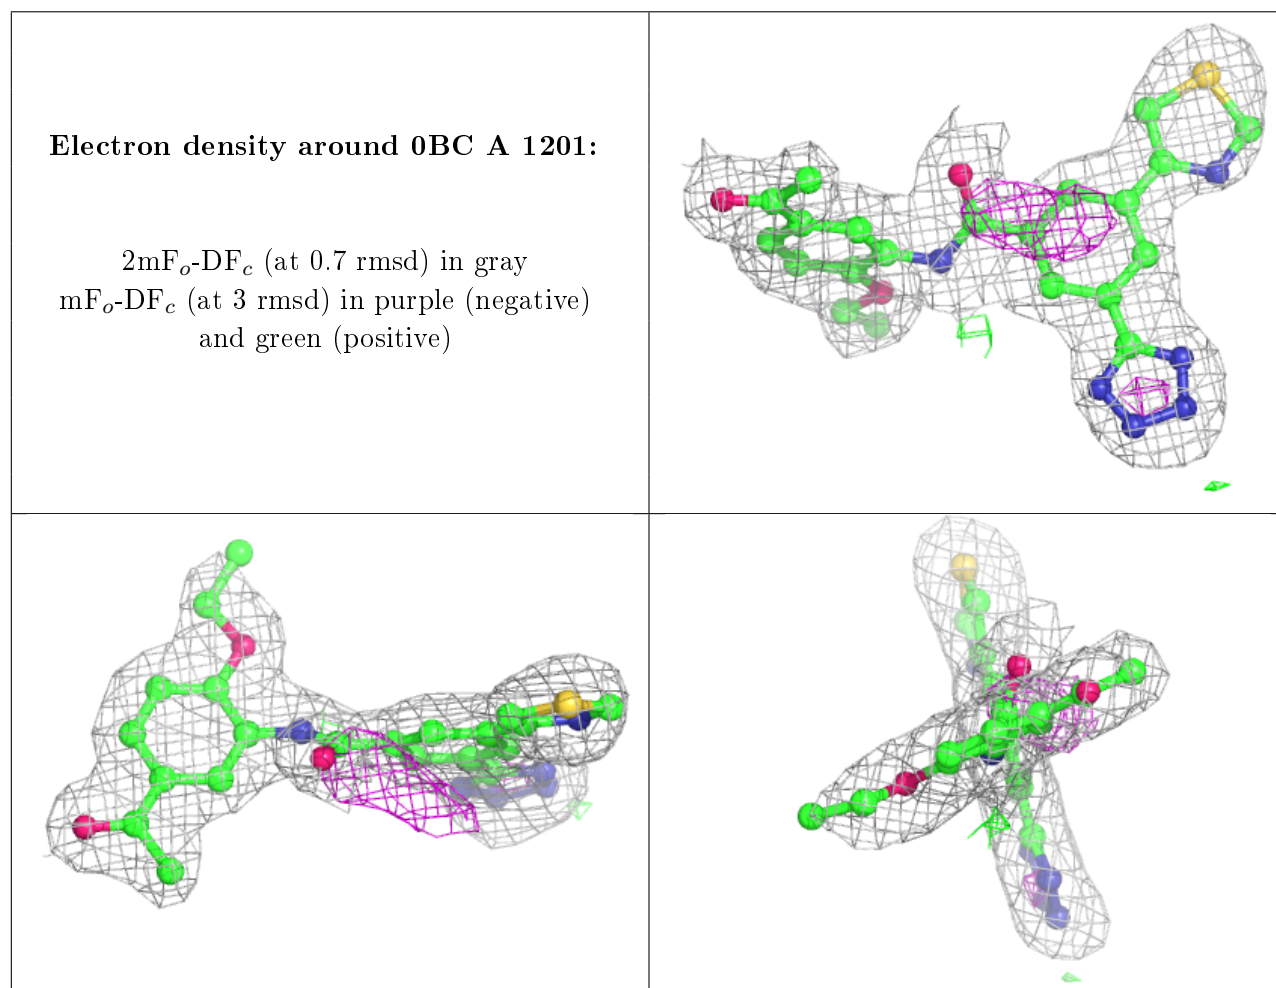 Electron density around 0BC A 1201:
2mFo-DFc (at 0.7 rmsd) in gray
mFo-DFc (at 3 rmsd) in purple (negative)
and green (positive)